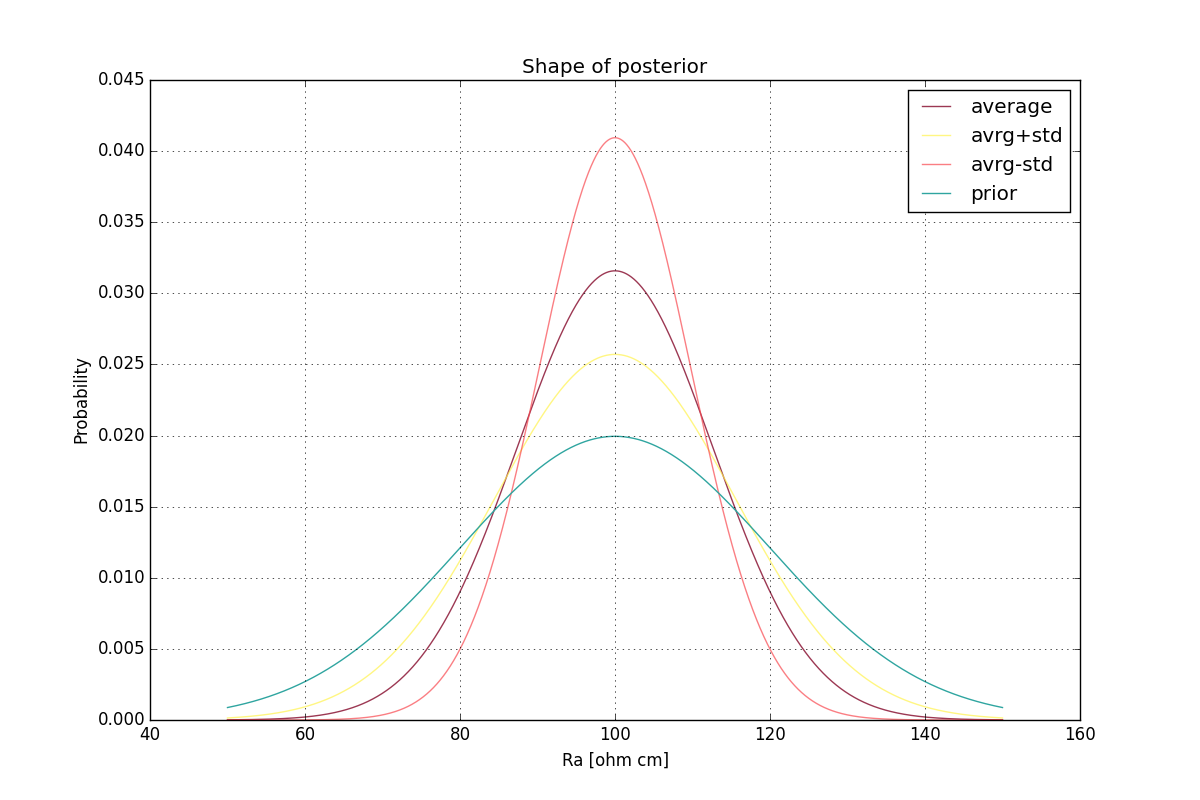 Shape of posterior
0.045
0.040
0.035
0.030
0.025
0.020
0.015
0.010
0.005
0.000
Probability
average
avrg+std
avrg-std
prior
40 60 80 100 120 140 160
Ra [ohm cm]